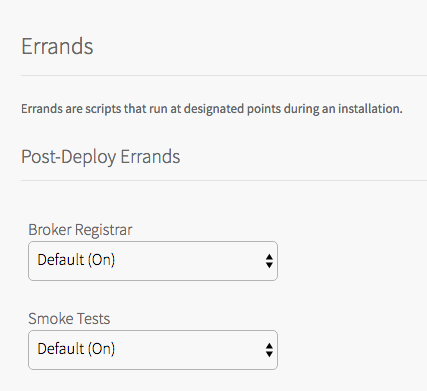 Errands
Errands are scripts that run at designated points during an installation.
Post-Deploy Errands
Broker Registrar
Default (On)
Smoke Tests
Default (On)